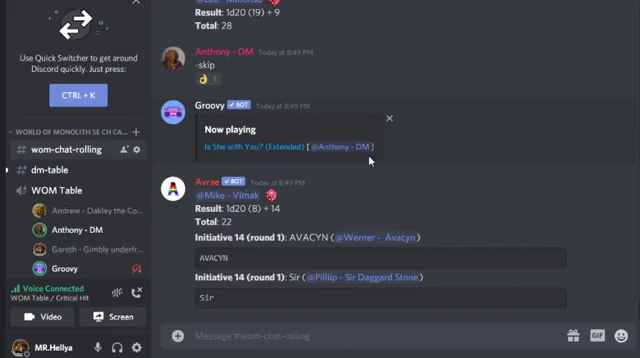 Use Quick Switcher to get around
Discord quickly. Just press:
CTRL + K
WORLD OF MONOLITH SE CH CA
wom-chat-rolling
dm-table
WOM Table
Andrew - Oakley the Co...
Anthony - DM
Gareth - Gimbly underfr...
Groovy
Voice Connected
WOM Table / Critical Hit
Video
Screen
MR.Hellya
Result: 1d20 (19) + 9
Total: 28
Anthony - DM Today at 8:49 PM
-skip
1
Groovy BOT Today at 8:49 PM
Now playing
Is She with You? (Extended) [ @Anthony - DM ]
Avrae BOT Today at 8:49 PM
@Mike - Vimak
Result: 1d20 (8) + 14
Total: 22
Initiative 14 (round 1): AVACYN ( @Werner - Avacyn )
AVACYN
Initiative 14 (round 1): Sir ( @Pilliip - Sir Daggard Stone )
Sir
Message #wom-chat-rolling
GIF